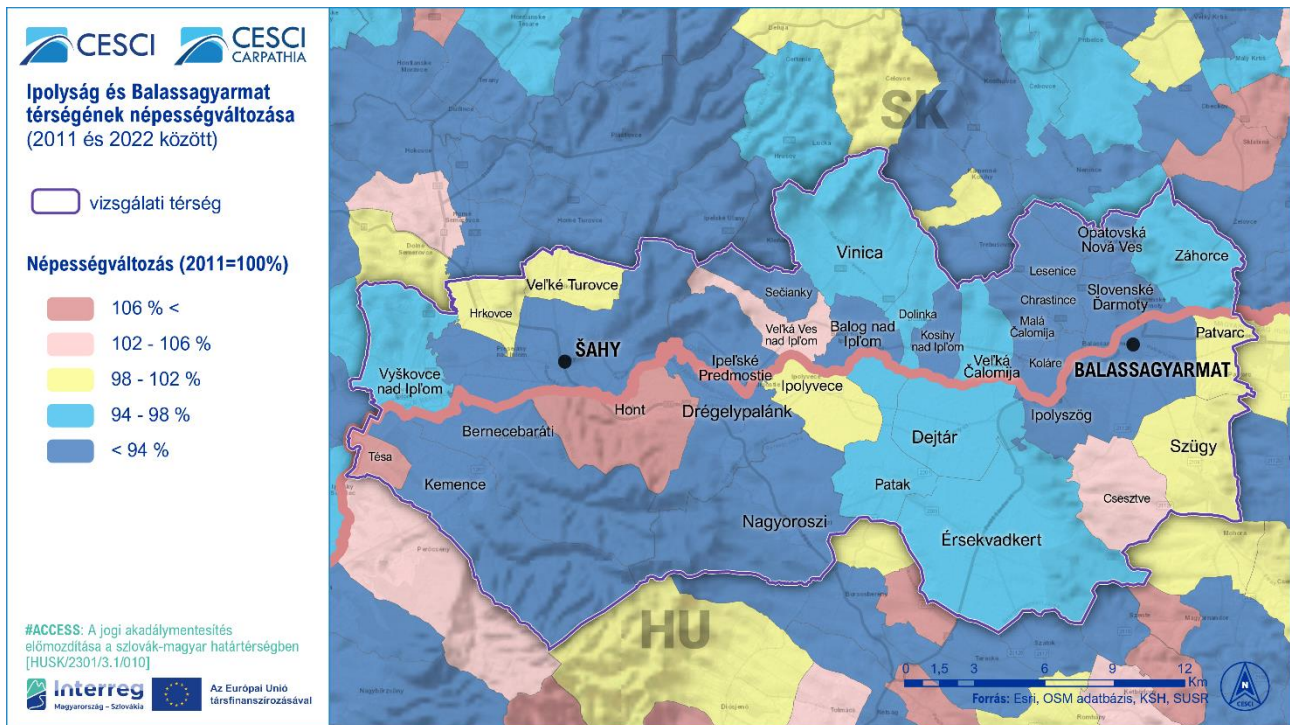 CESCI
CESCI
CARPATHIA
Ipolyság és Balassagyarmat
térségének népességváltozása
(2011 és 2022 között)
vizsgálati térség
Népességváltozás (2011=100%)
106 % <
102 - 106 %
98 - 102 %
94 - 98 %
< 94 %
#ACCESS: A jogi akadálymentesítés
előmozdítása a szlovák-magyar határtérségben
[HUSK/2301/3.1/010]
Interreg
Magyarország – Szlovákia
Az Európai Unió
társfinanszírozásával
SK
Vinica
Opatovská
Nová Ves
Záhorce
Lesenice
Veľké Turovce
Sečianky
Slovenské
Ďarmoty
Chrastince
Hrkovce
Dolinka
Malá
Čalomija
Veľká Ves
nad Ipľom
Balog nad
Ipľom
Kosihy
nad Ipľom
Patvarc
ŠAHY
Ipeľské
Predmostie
Veľká
Čalomija
Koláre
BALASSAGYARMAT
Vyškovce
nad Ipľom
Ipolyvece
Hont
Drégelypalánk
Ipolyszög
Bernecebaráti
Dejtár
Szügy
Tésa
Kemence
Patak
Csesztve
Nagyoroszi
Érsekvadkert
HU
0 1,5 3 6 9 12
Km
Forrás: Esri, OSM adatbázis, KSH, SUSR
N
CESCI